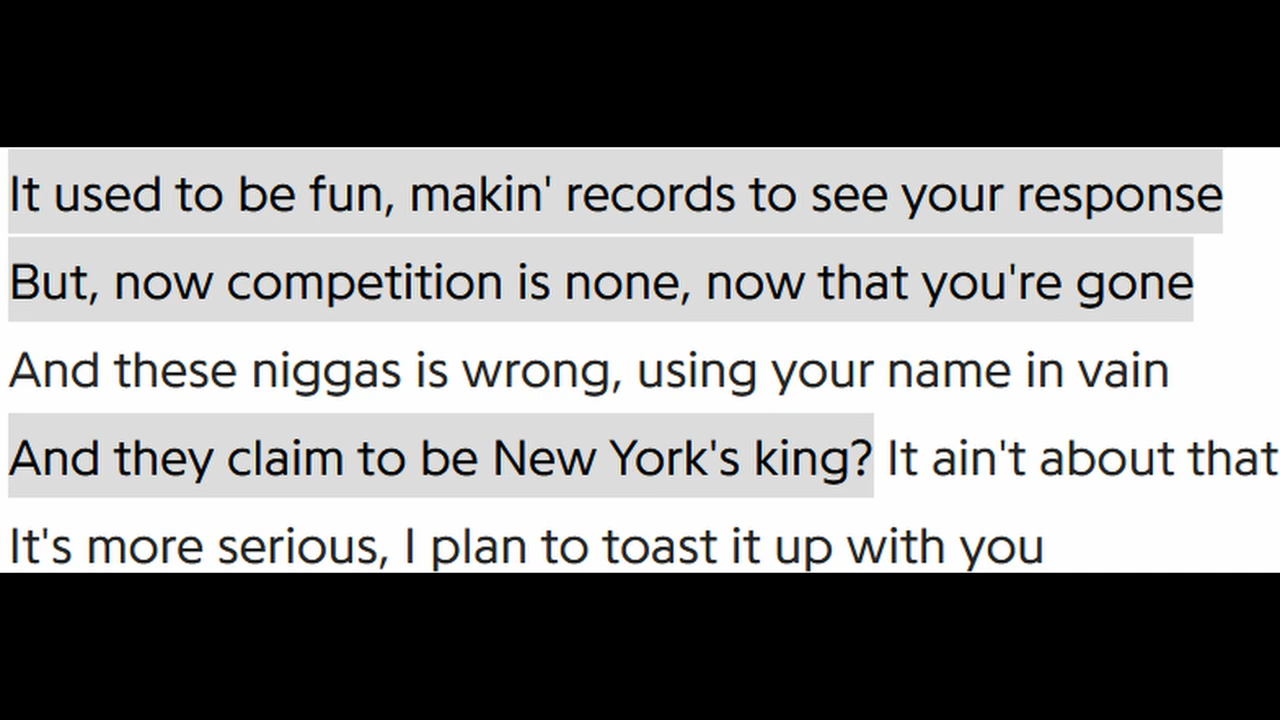 It used to be fun, makin' records to see your response
But, now competition is none, now that you're gone
And these niggas is wrong, using your name in vain
And they claim to be New York's king? It ain't about that
It's more serious, I plan to toast it up with you